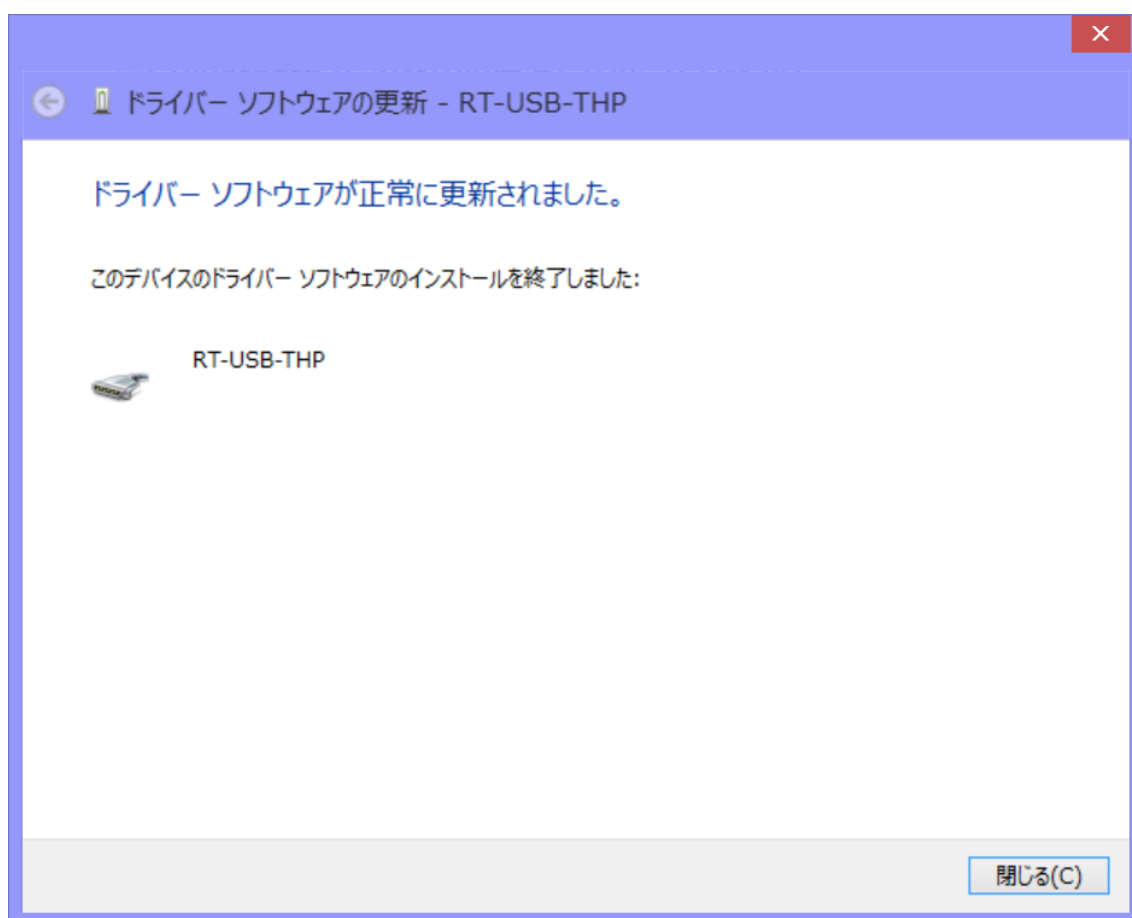 ドライバー ソフトウェアの更新 - RT-USB-THP
ドライバー ソフトウェアが正常に更新されました。
このデバイスのドライバー ソフトウェアのインストールを終了しました:
RT-USB-THP
閉じる(C)